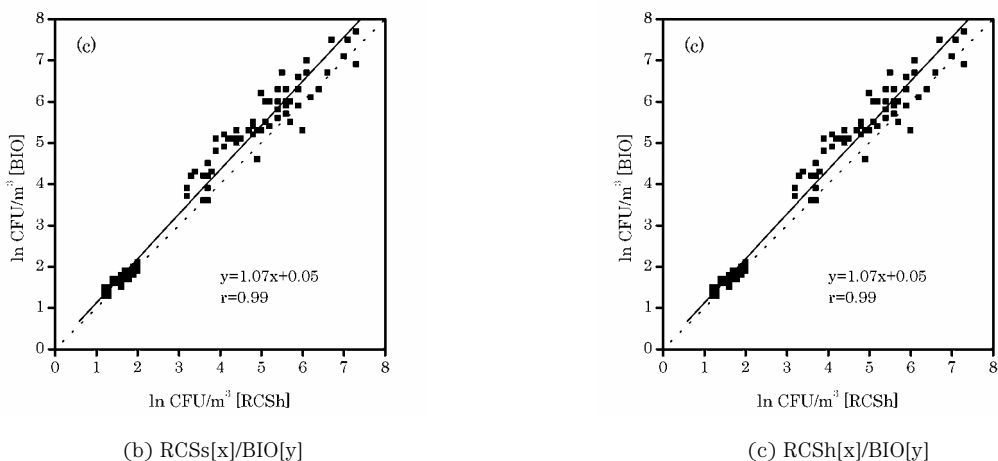 (c)
8
7
6
5
4
3
2
1
0
ln CFU/m³ [BIO]
y=1.07x+0.05
r=0.99
0 1 2 3 4 5 6 7 8
ln CFU/m³ [RCSh]
(b) RCSs[x]/BIO[y]
(c)
8
7
6
5
4
3
2
1
0
ln CFU/m³ [BIO]
y=1.07x+0.05
r=0.99
0 1 2 3 4 5 6 7 8
ln CFU/m³ [RCSh]
(c) RCSh[x]/BIO[y]